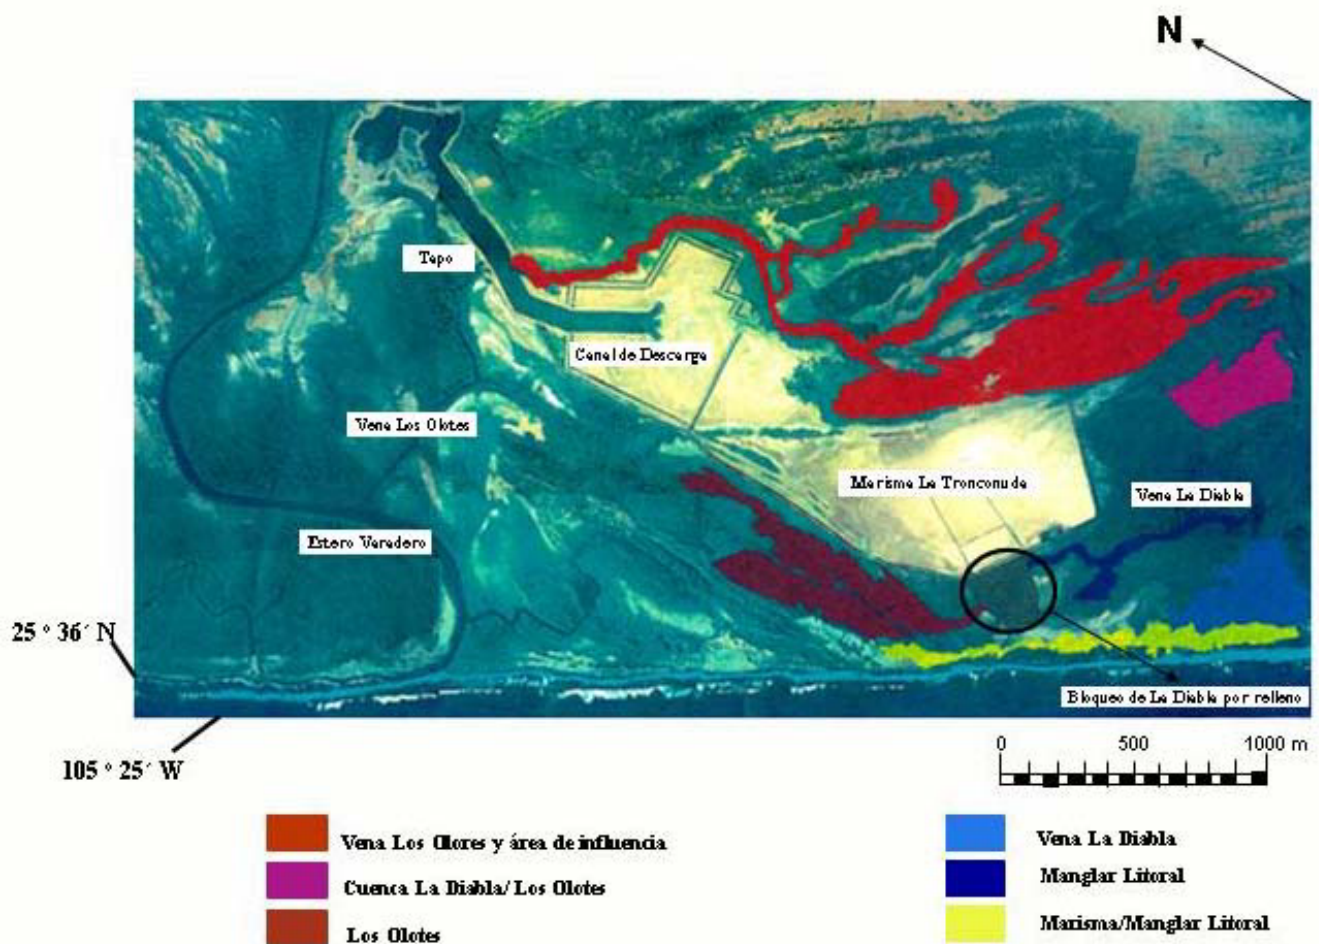 N
Tapo
Canal de Descarga
Vena Los Olotes
Marisma La Tronconuda
Vena La Diabla
Estero Varadero
25 ° 36´ N
Bloqueo de La Diabla por relleno
105 ° 25´ W
0 500 1000 m
Vena Los Olores y área de influencia
Cuenca La Diabla/ Los Olotes
Los Olotes
Vena La Diabla
Manglar Litoral
Marisma/Manglar Litoral